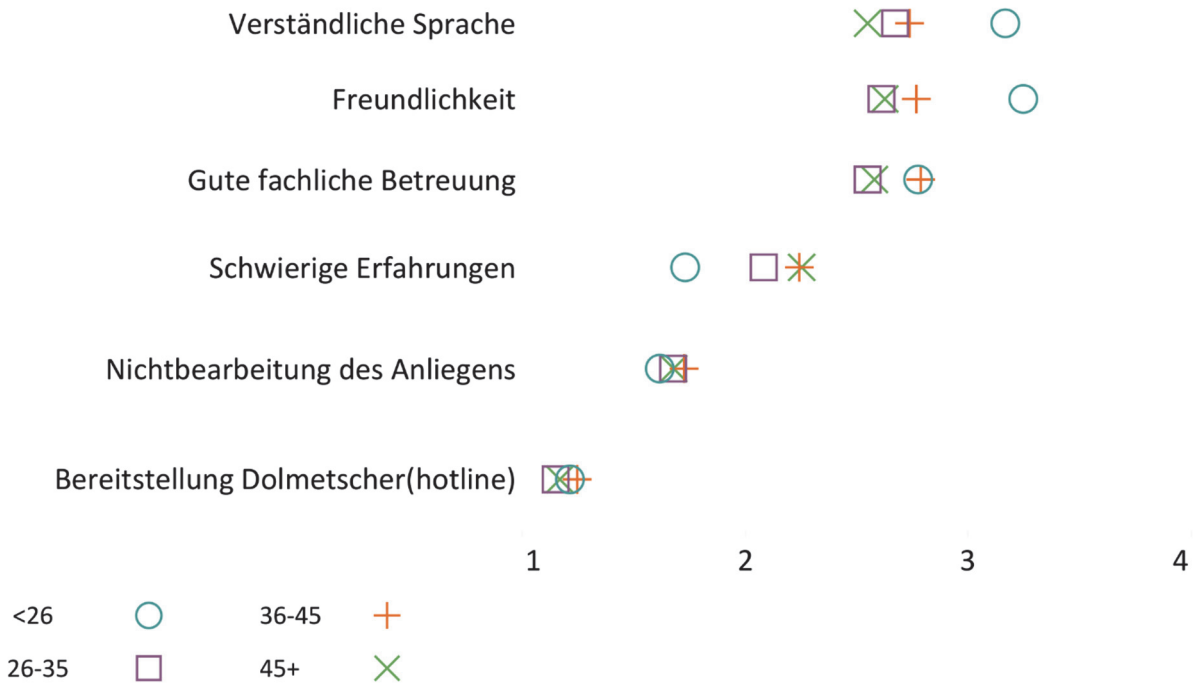 Verständliche Sprache
Freundlichkeit
Gute fachliche Betreuung
Schwierige Erfahrungen
Nichtbearbeitung des Anliegens
Bereitstellung Dolmetscher(hotline)
1 2 3 4
<26 36-45
26-35 45+